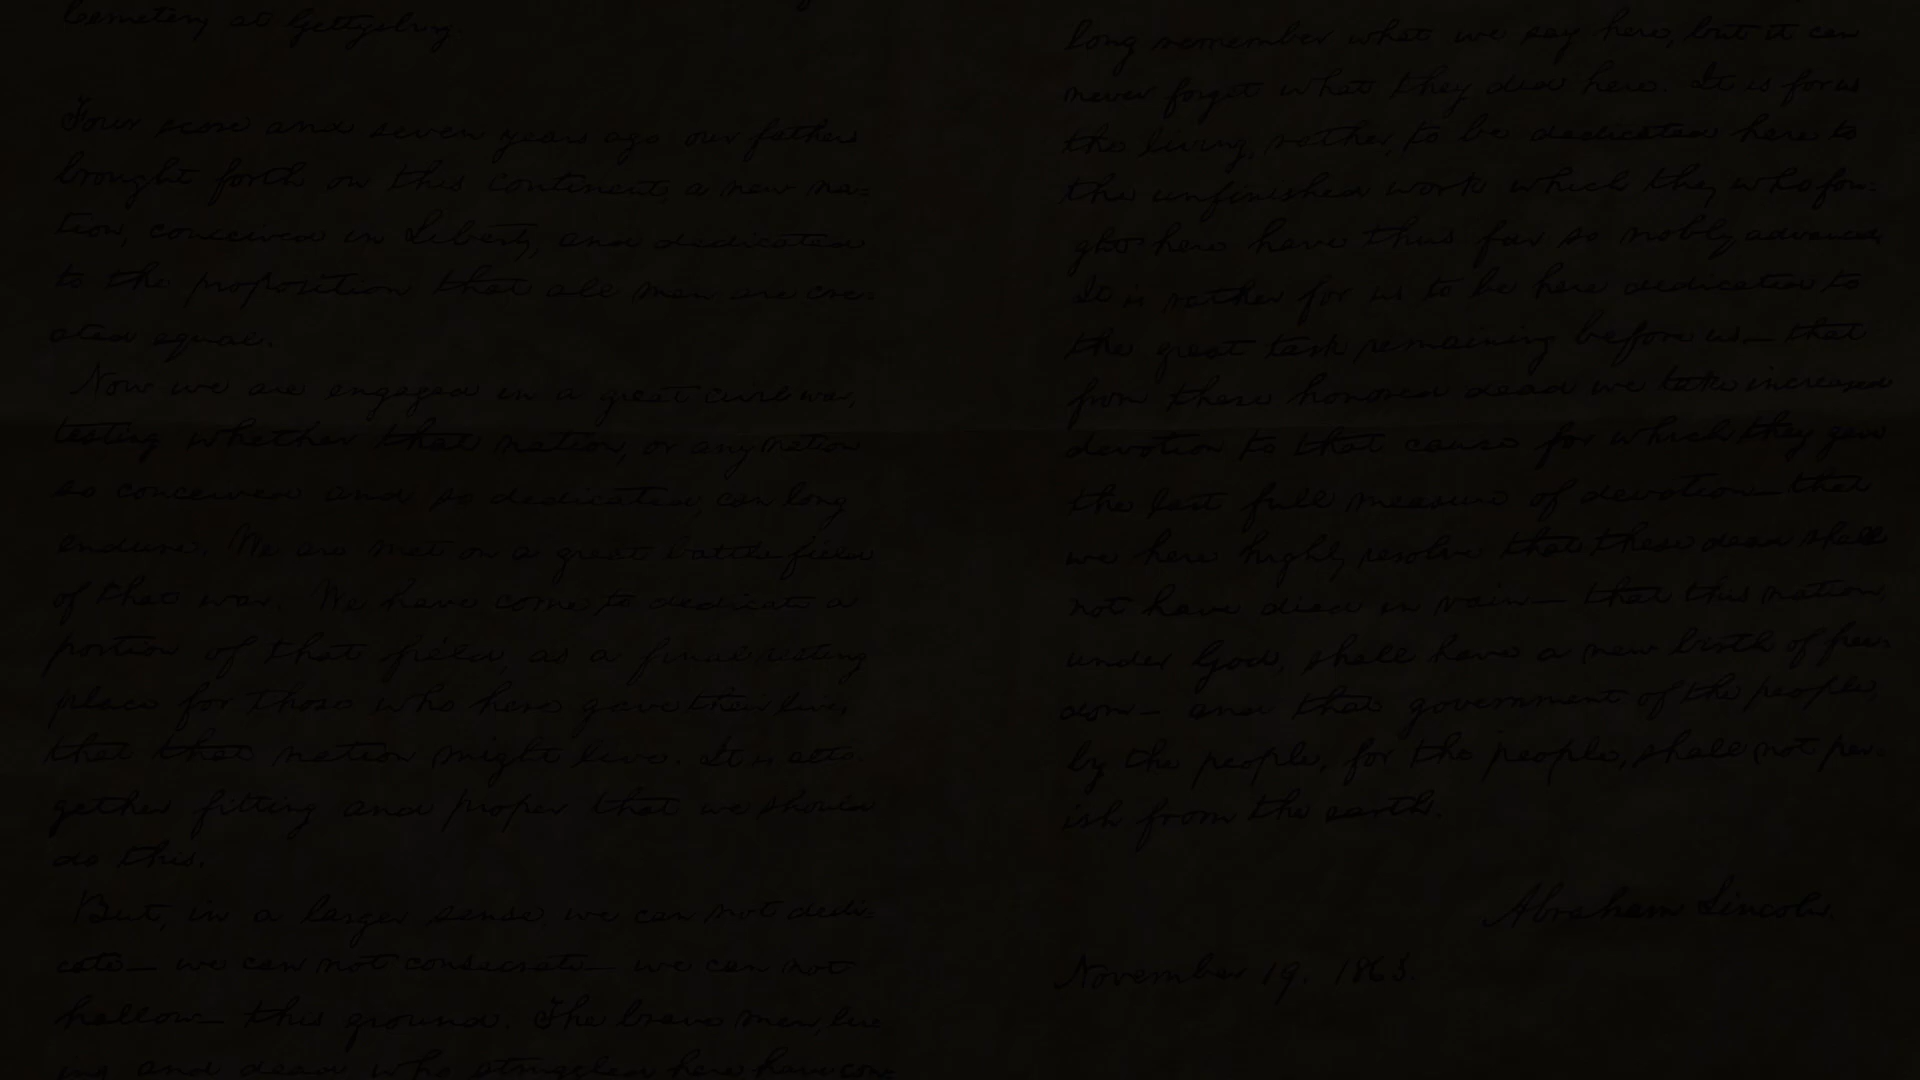 Cemetery at Gettysburg.
Four score and seven years ago our fathers
brought forth on this continent, a new na=
tion, conceived in Liberty, and dedicated
to the proposition that all men are cre=
ated equal.
Now we are engaged in a great civil war,
testing whether that nation, or any nation
so conceived and so dedicated, can long
endure. We are met on a great battle field
of that war. We have come to dedicate a
portion of that field, as a final resting
place for those who here gave their lives,
that that nation might live. It is alto-
gether fitting and proper that we should
do this.
But, in a larger sense, we can not dedi=
cate— we can not consecrate— we can not
hallow— this ground. The brave men, liv=
ing and dead, who struggled here, have con=
long remember what we say here, but it can
never forget what they did here. It is for us
the living, rather, to be dedicated here to
the unfinished work which they who fou-
ght here have thus far so nobly advanced.
It is rather for us to be here dedicated to
the great task remaining before us— that
from these honored dead we take increased
devotion to that cause for which they gave
the last full measure of devotion— that
we here highly resolve that these dead shall
not have died in vain— that this nation,
under God, shall have a new birth of free-
dom— and that government of the people,
by the people, for the people, shall not per-
ish from the earth.
Abraham Lincoln.
November 19. 1863.